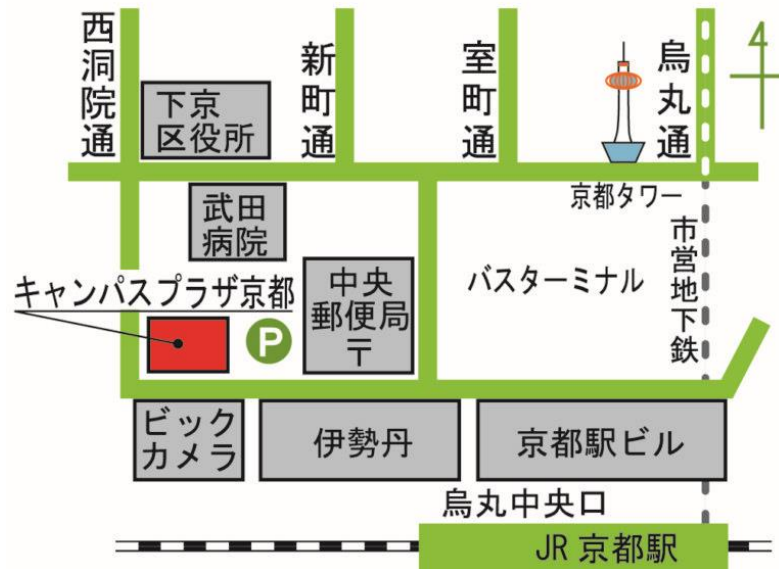 西洞院通
新町通
室町通
烏丸通
4
下京
区役所
京都タワー
武田
病院
市営地下鉄
バスターミナル
中央
郵便局
〒
キャンパスプラザ京都
P
ビック
カメラ
伊勢丹
京都駅ビル
烏丸中央口
JR 京都駅